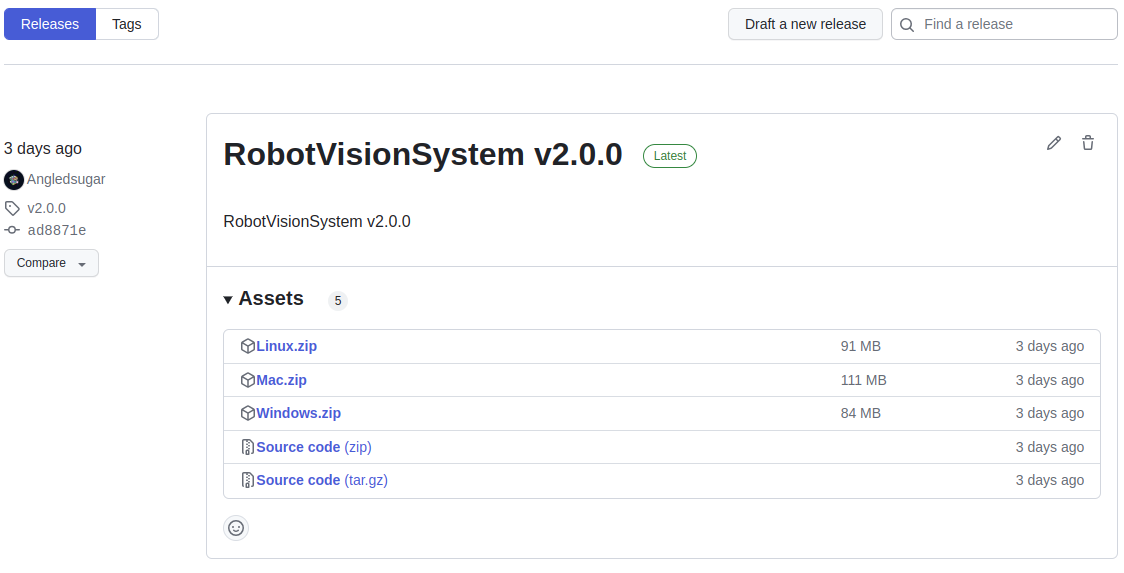 Releases Tags Draft a new release Find a release
3 days ago
Angledsugar
v2.0.0
ad8871e
Compare
RobotVisionSystem v2.0.0 Latest
RobotVisionSystem v2.0.0
Assets 5
Linux.zip 91 MB 3 days ago
Mac.zip 111 MB 3 days ago
Windows.zip 84 MB 3 days ago
Source code (zip) 3 days ago
Source code (tar.gz) 3 days ago